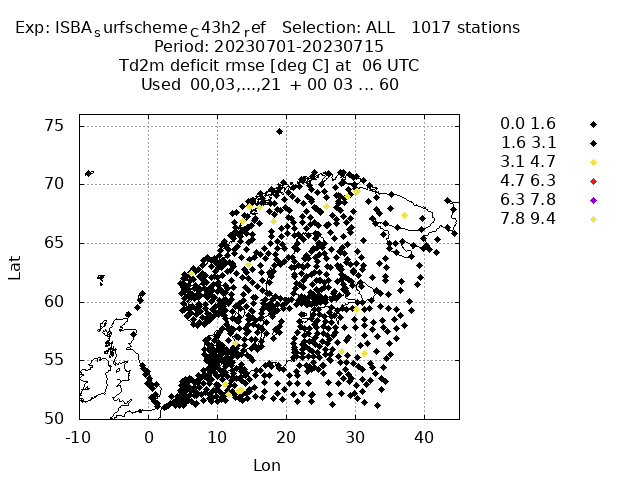 Exp: ISBAsurfschemeC43h2ref Selection: ALL 1017 stations
Period: 20230701-20230715
Td2m deficit rmse [deg C] at 06 UTC
Used 00,03,...,21 + 00 03 ... 60
0.0 1.6
1.6 3.1
3.1 4.7
4.7 6.3
6.3 7.8
7.8 9.4
75
70
65
60
55
50
Lat
-10 0 10 20 30 40
Lon